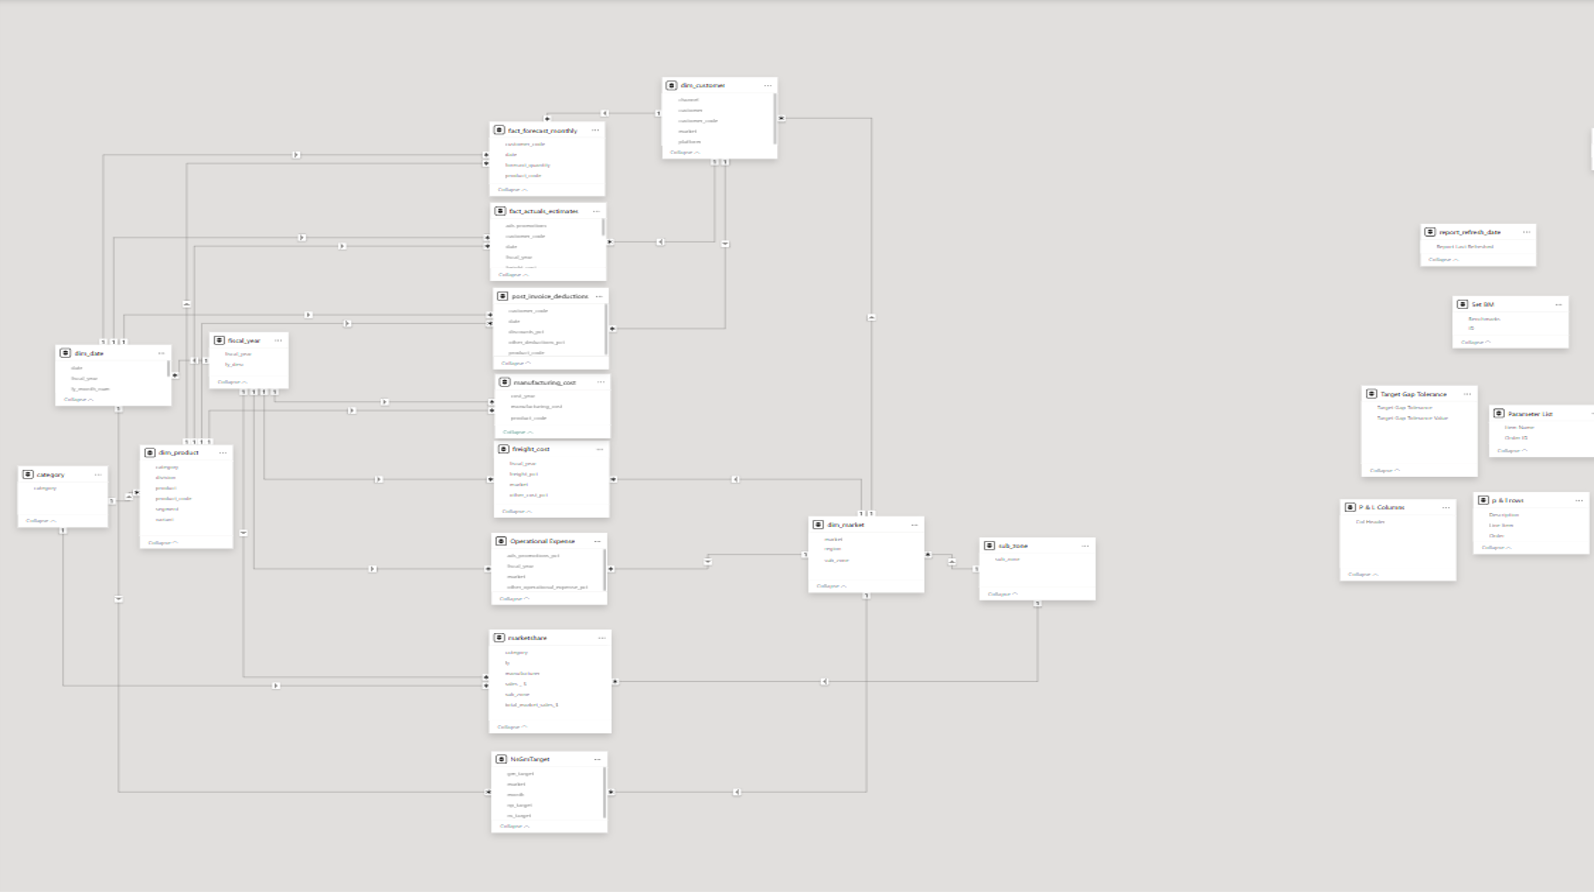 dim_customer
channel
customer
customer_code
market
platform
Collapse
fact_forecast_monthly
customer_code
date
forecast_quantity
product_code
Collapse
fact_actuals_estimates
ads_promotions
customer_code
date
fiscal_year
Collapse
post_invoice_deductions
customer_code
date
discounts_pct
other_deductions_pct
product_code
Collapse
dim_date
date
fiscal_year
fy_month_num
Collapse
fiscal_year
fiscal_year
fy_desc
Collapse
manufacturing_cost
cost_year
manufacturing_cost
product_code
Collapse
category
category
Collapse
dim_product
category
division
product
product_code
segment
variant
Collapse
freight_cost
fiscal_year
freight_pct
market
other_cost_pct
Collapse
Operational Expense
ads_promotions_pct
fiscal_year
market
other_operational_expense_pct
Collapse
dim_market
market
region
sub_zone
Collapse
sub_zone
sub_zone
Collapse
marketshare
category
fy
manufacturer
sales_$
sub_zone
total_market_sales_$
Collapse
NsGmTarget
gm_target
market
month
np_target
ns_target
Collapse
report_refresh_date
Report Last Refreshed
Collapse
Set BM
Benchmarks
ID
Collapse
Target Gap Tolerance
Target Gap Tolerance
Target Gap Tolerance Value
Collapse
Parameter List
Item Name
Order ID
Collapse
P & L Columns
Col Header
Collapse
p & l rows
Description
Line Item
Order
Collapse